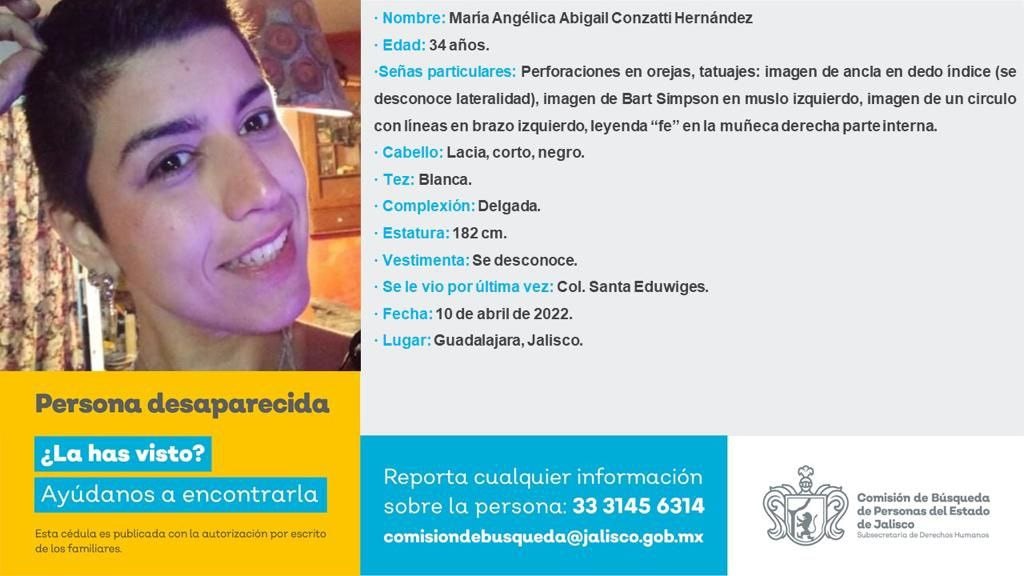 · Nombre: María Angélica Abigail Conzatti Hernández
· Edad: 34 años.
·Señas particulares: Perforaciones en orejas, tatuajes: imagen de ancla en dedo índice (se
desconoce lateralidad), imagen de Bart Simpson en muslo izquierdo, imagen de un circulo
con líneas en brazo izquierdo, leyenda “fe” en la muñeca derecha parte interna.
· Cabello: Lacia, corto, negro.
· Tez: Blanca.
· Complexión: Delgada.
· Estatura: 182 cm.
· Vestimenta: Se desconoce.
· Se le vio por última vez: Col. Santa Eduwiges.
· Fecha: 10 de abril de 2022.
· Lugar: Guadalajara, Jalisco.
Persona desaparecida
¿La has visto?
Ayúdanos a encontrarla
Esta cédula es publicada con la autorización por escrito
de los familiares.
Reporta cualquier información
sobre la persona: 33 3145 6314
comisiondebusqueda@jalisco.gob.mx
Comisión de Búsqueda
de Personas del Estado
de Jalisco
Subsecretaría de Derechos Humanos